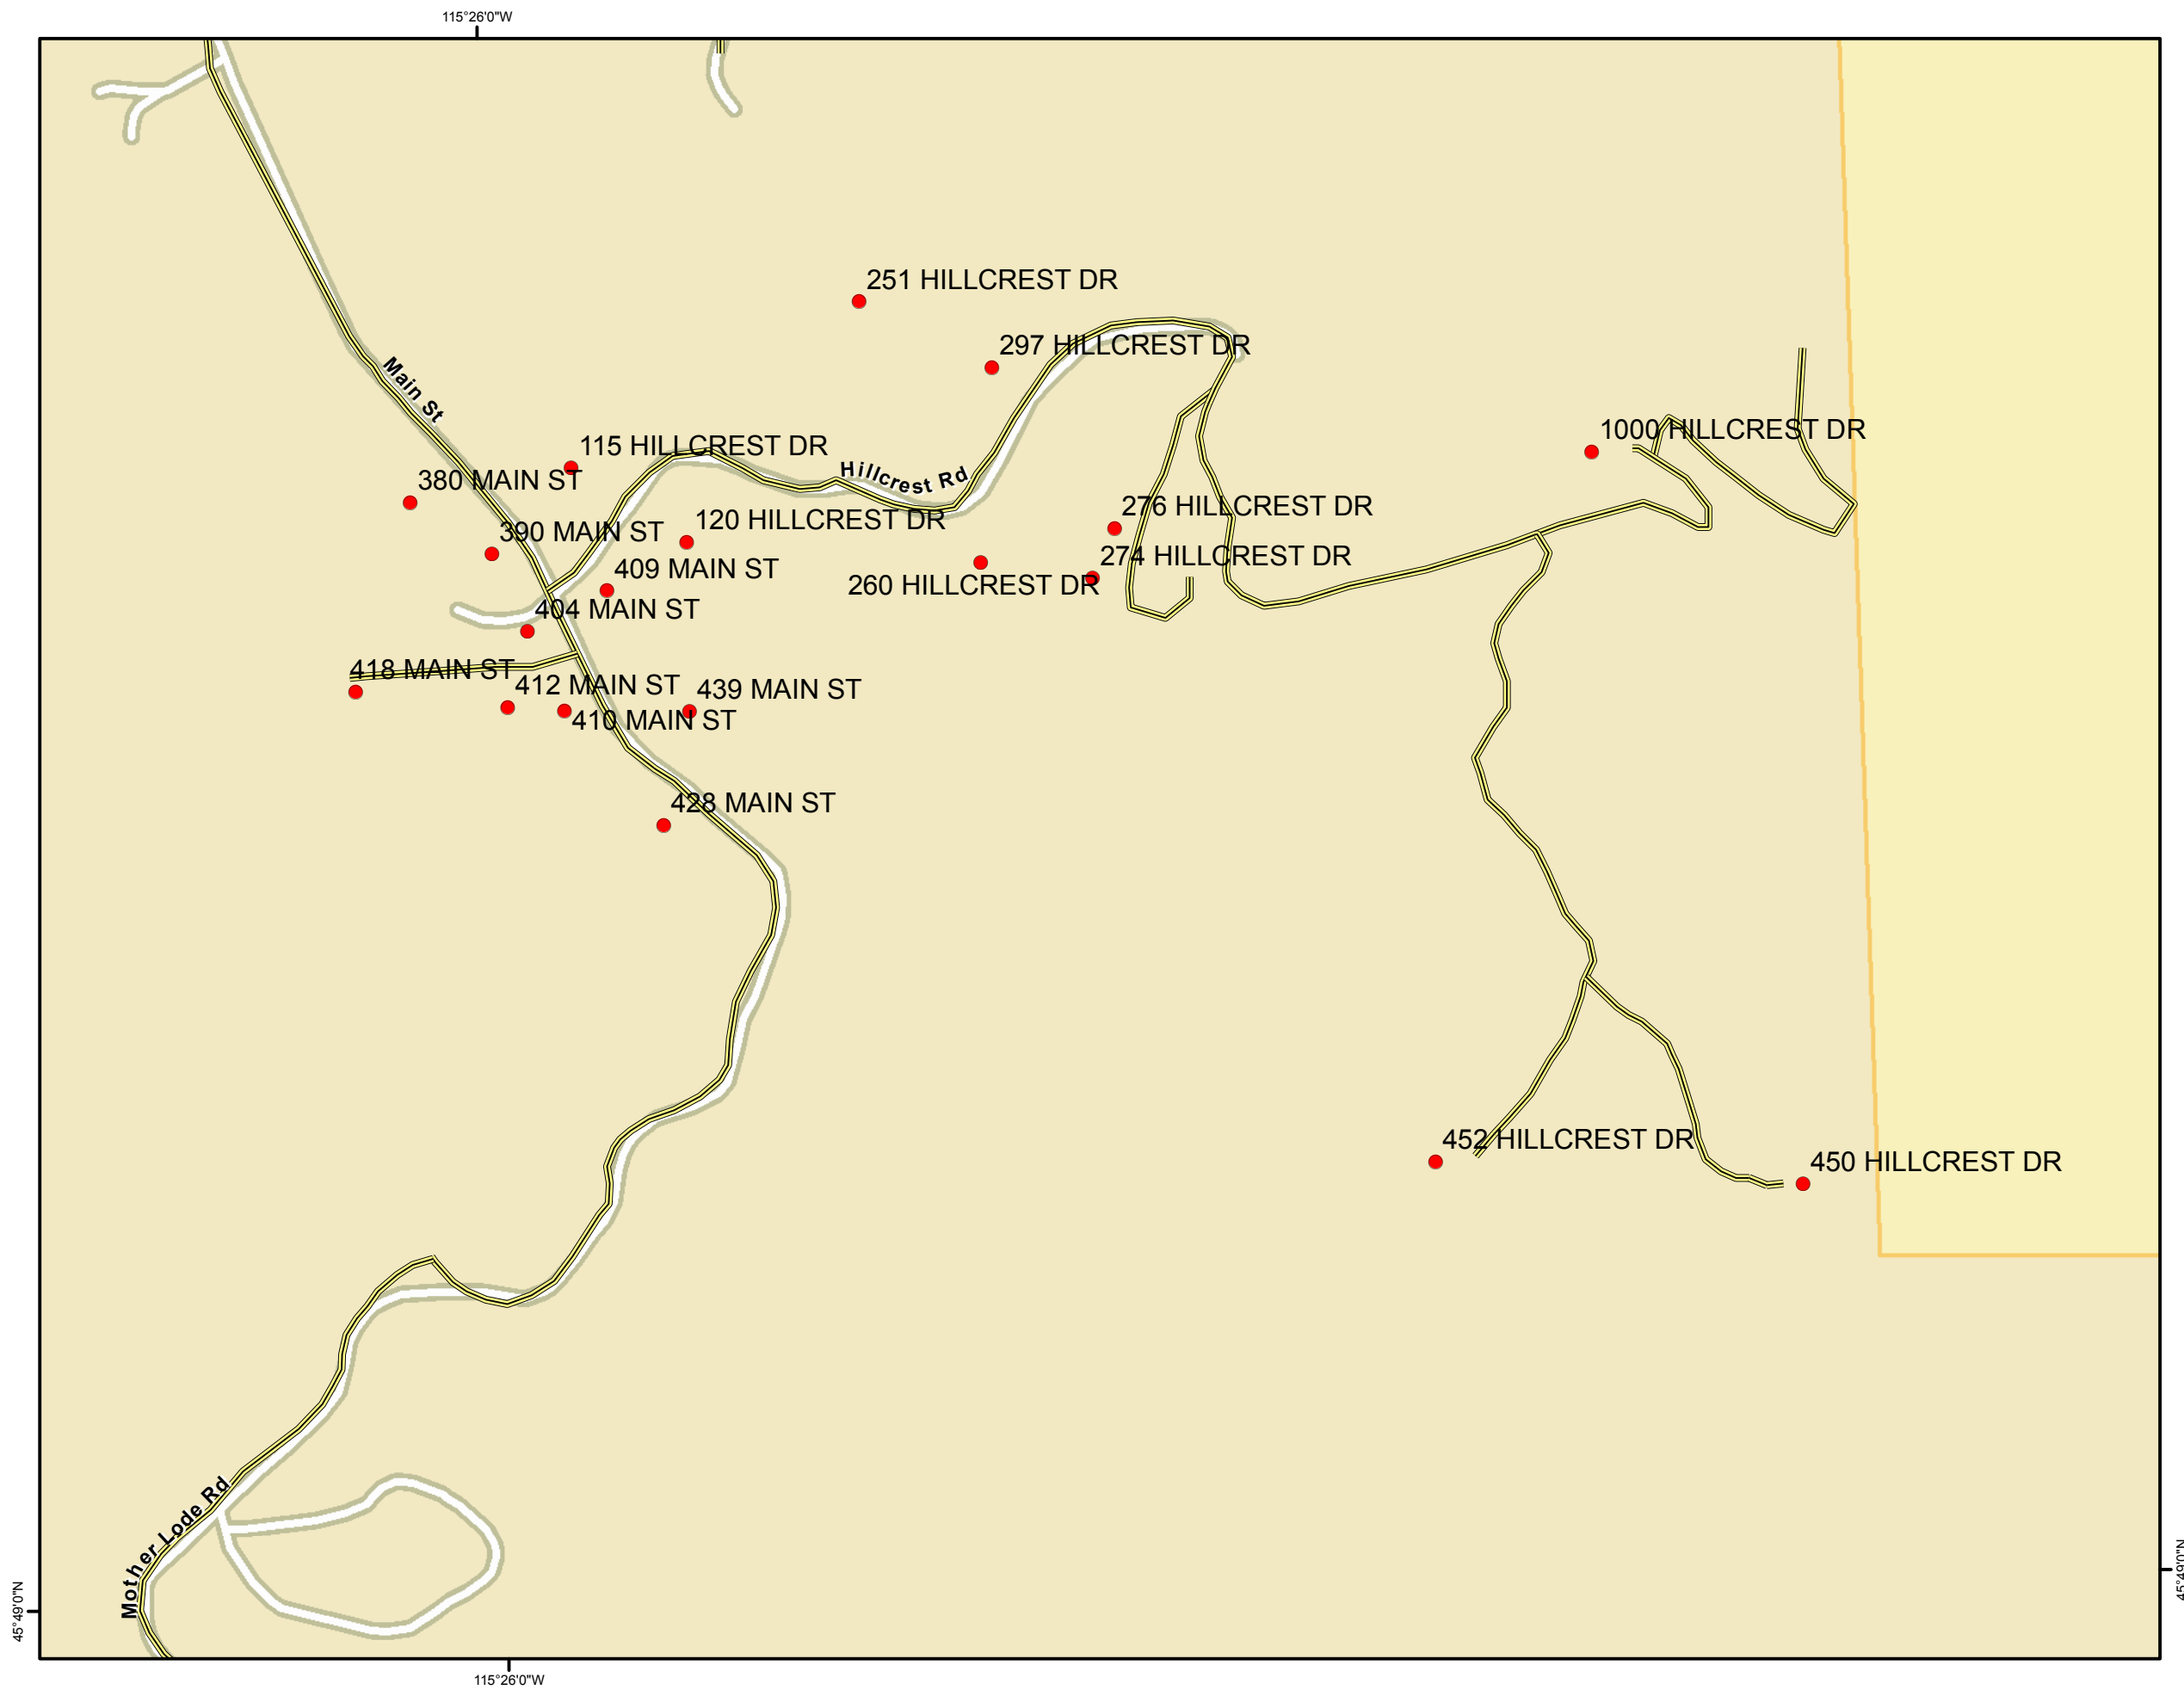 115°26'0"W
251 HILLCREST DR
297 HILLCREST DR
Main St
1000 HILLCREST DR
115 HILLCREST DR
Hillcrest Rd
380 MAIN ST
276 HILLCREST DR
120 HILLCREST DR
390 MAIN ST
274 HILLCREST DR
409 MAIN ST
260 HILLCREST DR
404 MAIN ST
418 MAIN ST
412 MAIN ST
439 MAIN ST
410 MAIN ST
428 MAIN ST
452 HILLCREST DR
450 HILLCREST DR
Mother Lode Rd
45°49'0"N
45°49'0"N
115°26'0"W